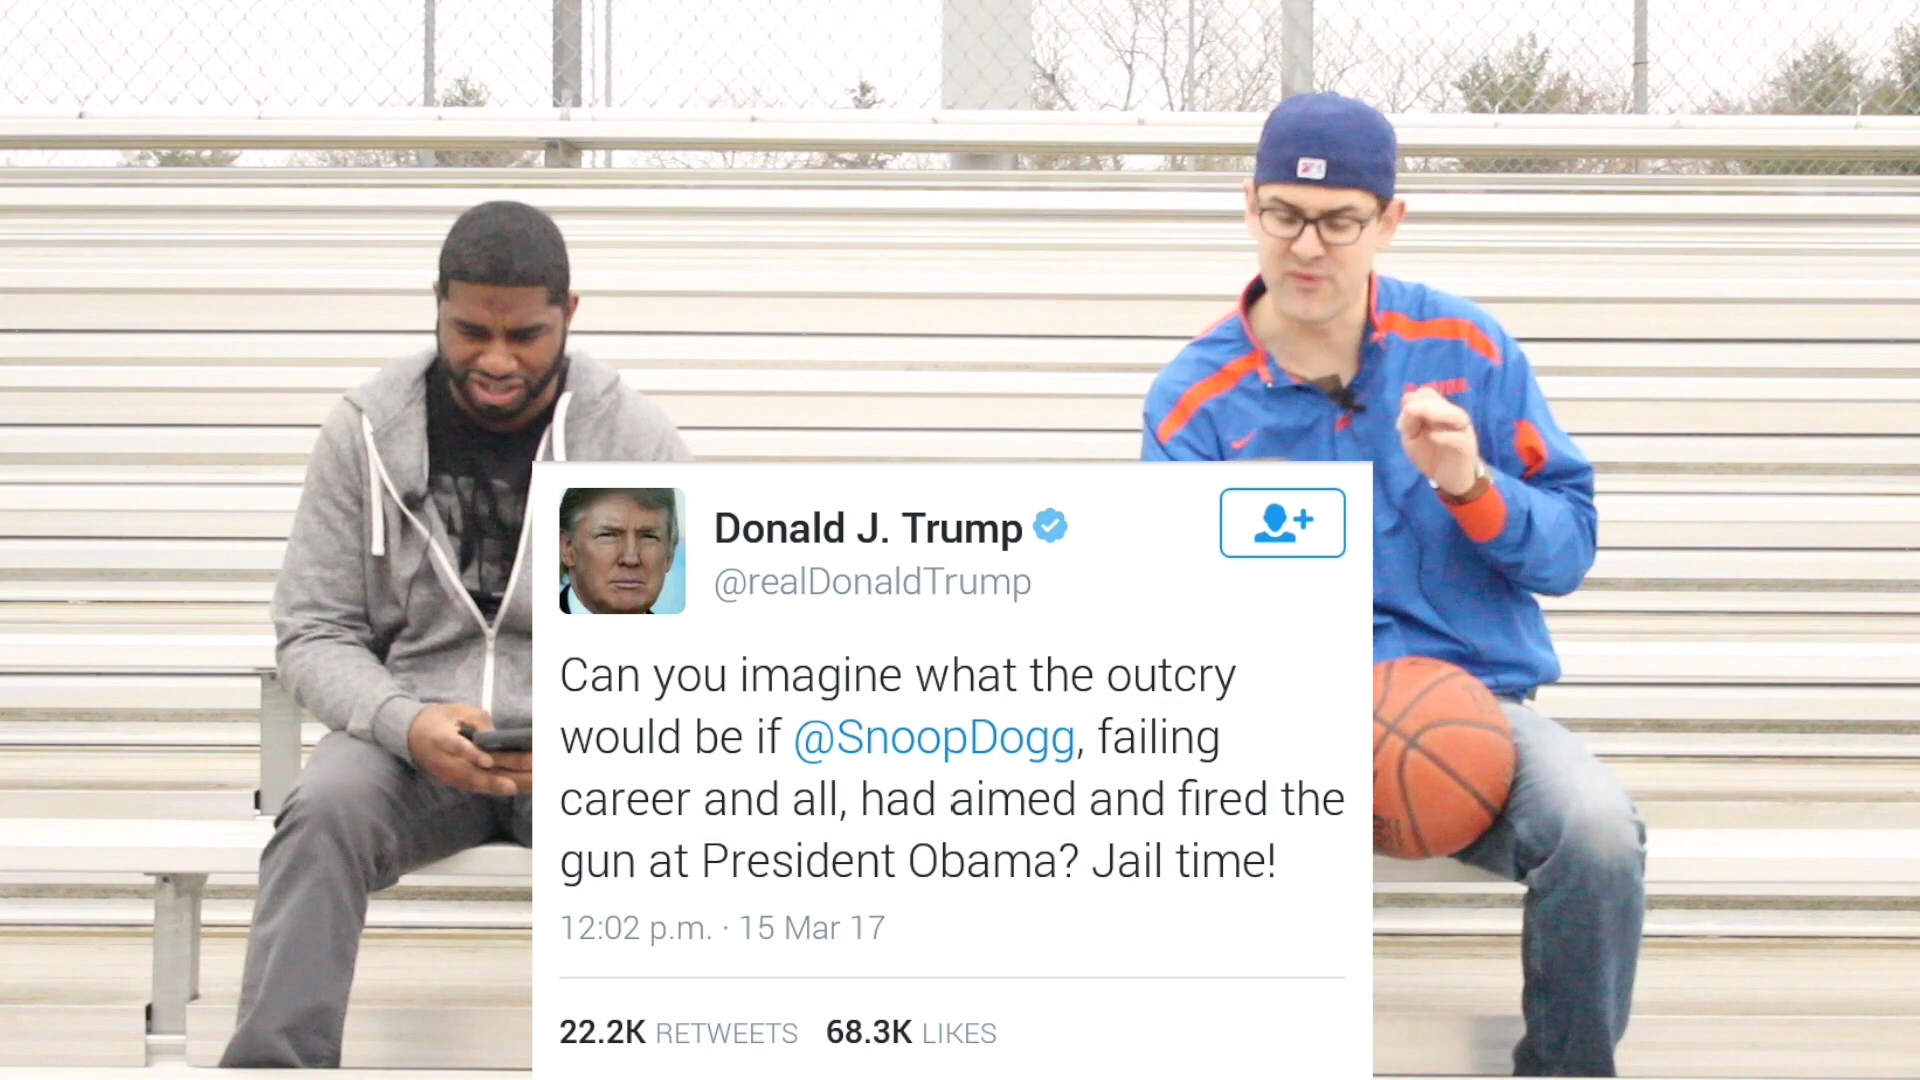 Donald J. Trump
@realDonaldTrump
Can you imagine what the outcry
would be if @SnoopDogg, failing
career and all, had aimed and fired the
gun at President Obama? Jail time!
12:02 p.m. · 15 Mar 17
22.2K RETWEETS 68.3K LIKES